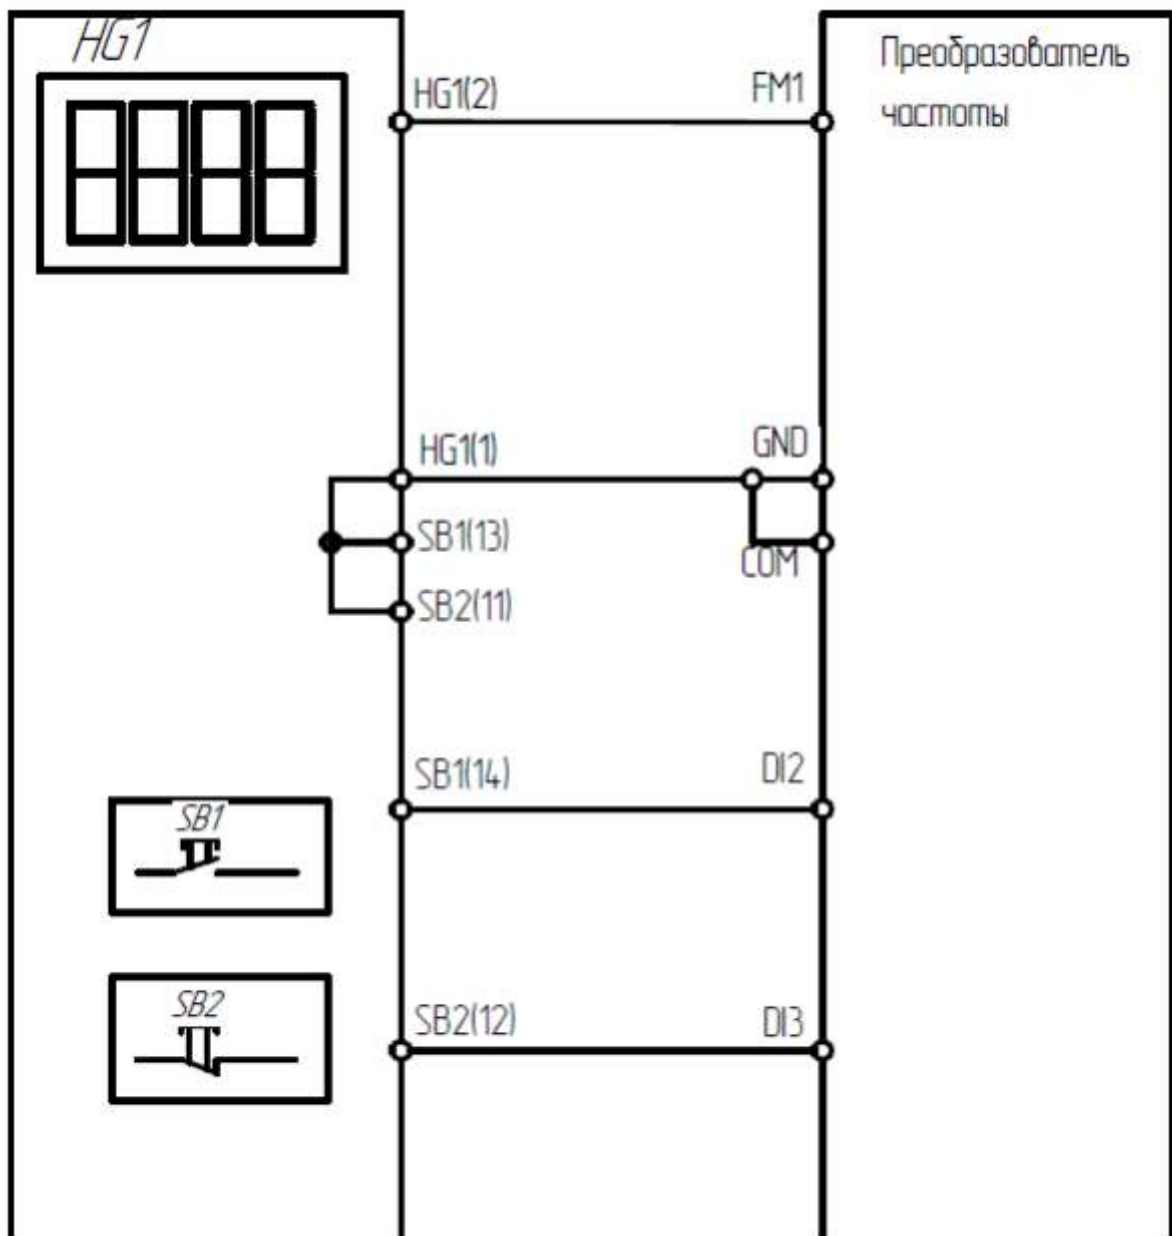 HG1
HG1(2)
FM1
Преобразователь
частоты
HG1(1)
GND
SB1(13)
COM
SB2(11)
SB1(14)
DI2
SB1
SB2
SB2(12)
DI3